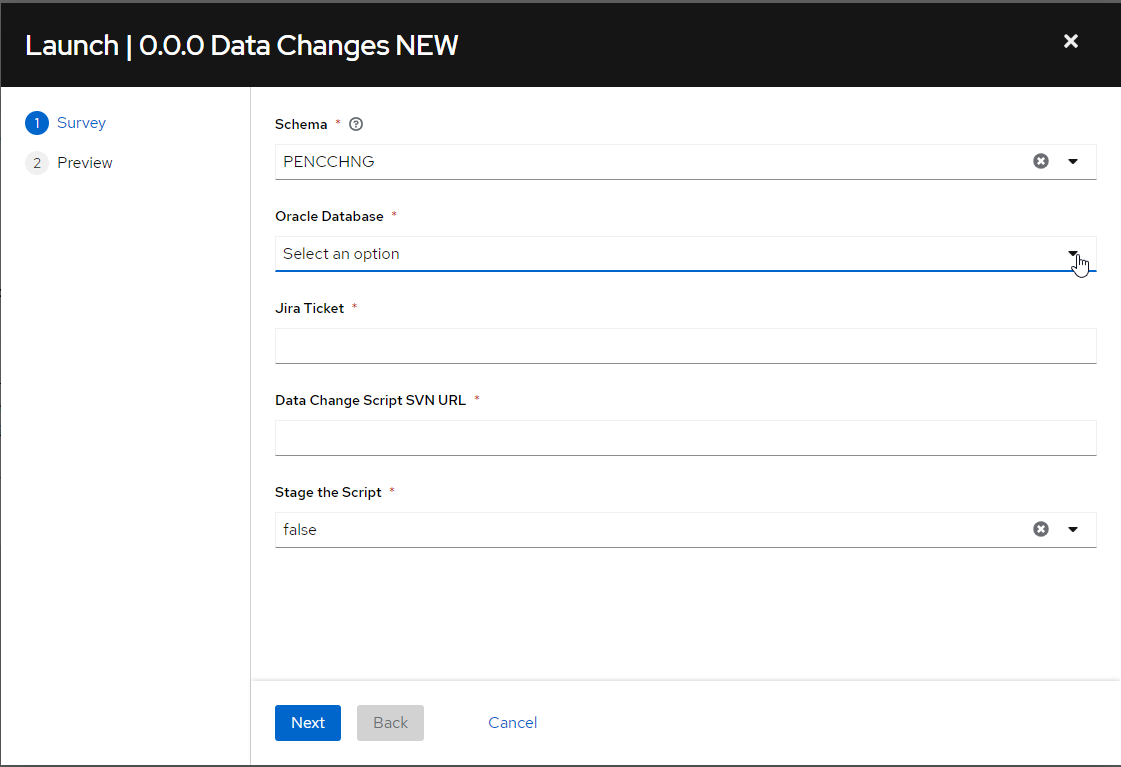 Launch | 0.0.0 Data Changes NEW
1 Survey
2 Preview
Schema *
PENCCHNG
Oracle Database *
Select an option
Jira Ticket *
Data Change Script SVN URL *
Stage the Script *
false
Next Back Cancel